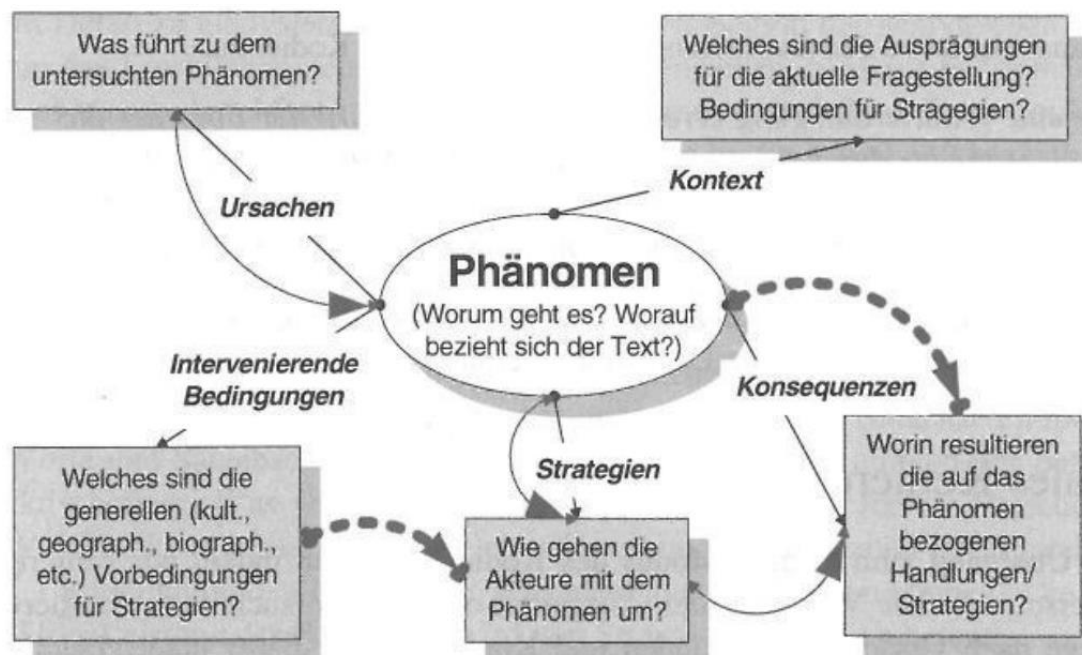 Was führt zu dem
untersuchten Phänomen?
Welches sind die Ausprägungen
für die aktuelle Fragestellung?
Bedingungen für Stragegien?
Ursachen
Kontext
Phänomen
(Worum geht es? Worauf
bezieht sich der Text?)
Intervenierende
Bedingungen
Konsequenzen
Strategien
Welches sind die
generellen (kult.,
geograph., biograph.,
etc.) Vorbedingungen
für Strategien?
Wie gehen die
Akteure mit dem
Phänomen um?
Worin resultieren
die auf das
Phänomen
bezogenen
Handlungen/
Strategien?